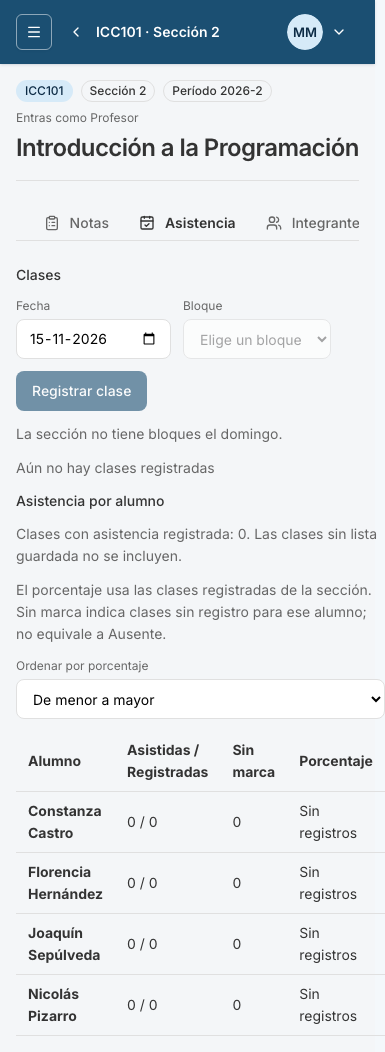 ICC101 · Sección 2
MM
ICC101
Sección 2
Período 2026-2
Entras como Profesor
Introducción a la Programación
Notas
Asistencia
Integrante
Clases
Fecha
Bloque
15-11-2026
Elige un bloque
Registrar clase
La sección no tiene bloques el domingo.
Aún no hay clases registradas
Asistencia por alumno
Clases con asistencia registrada: 0. Las clases sin lista
guardada no se incluyen.
El porcentaje usa las clases registradas de la sección.
Sin marca indica clases sin registro para ese alumno;
no equivale a Ausente.
Ordenar por porcentaje
De menor a mayor
Alumno
Asistidas /
Registradas
Sin
marca
Porcentaje
Constanza
Castro
0 / 0
0
Sin
registros
Florencia
Hernández
0 / 0
0
Sin
registros
Joaquín
Sepúlveda
0 / 0
0
Sin
registros
Nicolás
Pizarro
0 / 0
0
Sin
registros